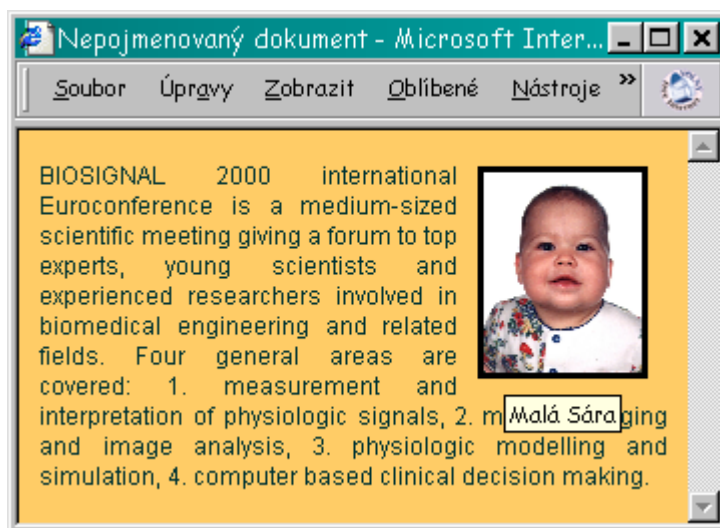 Nepojmenovaný dokument - Microsoft Inter...
Soubor Úpravy Zobrazit Oblíbené Nástroje »
BIOSIGNAL 2000 international
Euroconference is a medium-sized
scientific meeting giving a forum to top
experts, young scientists and
experienced researchers involved in
biomedical engineering and related
fields. Four general areas are
covered: 1. measurement and
interpretation of physiologic signals, 2. m ging
Malá Sára
and image analysis, 3. physiologic modelling and
simulation, 4. computer based clinical decision making.